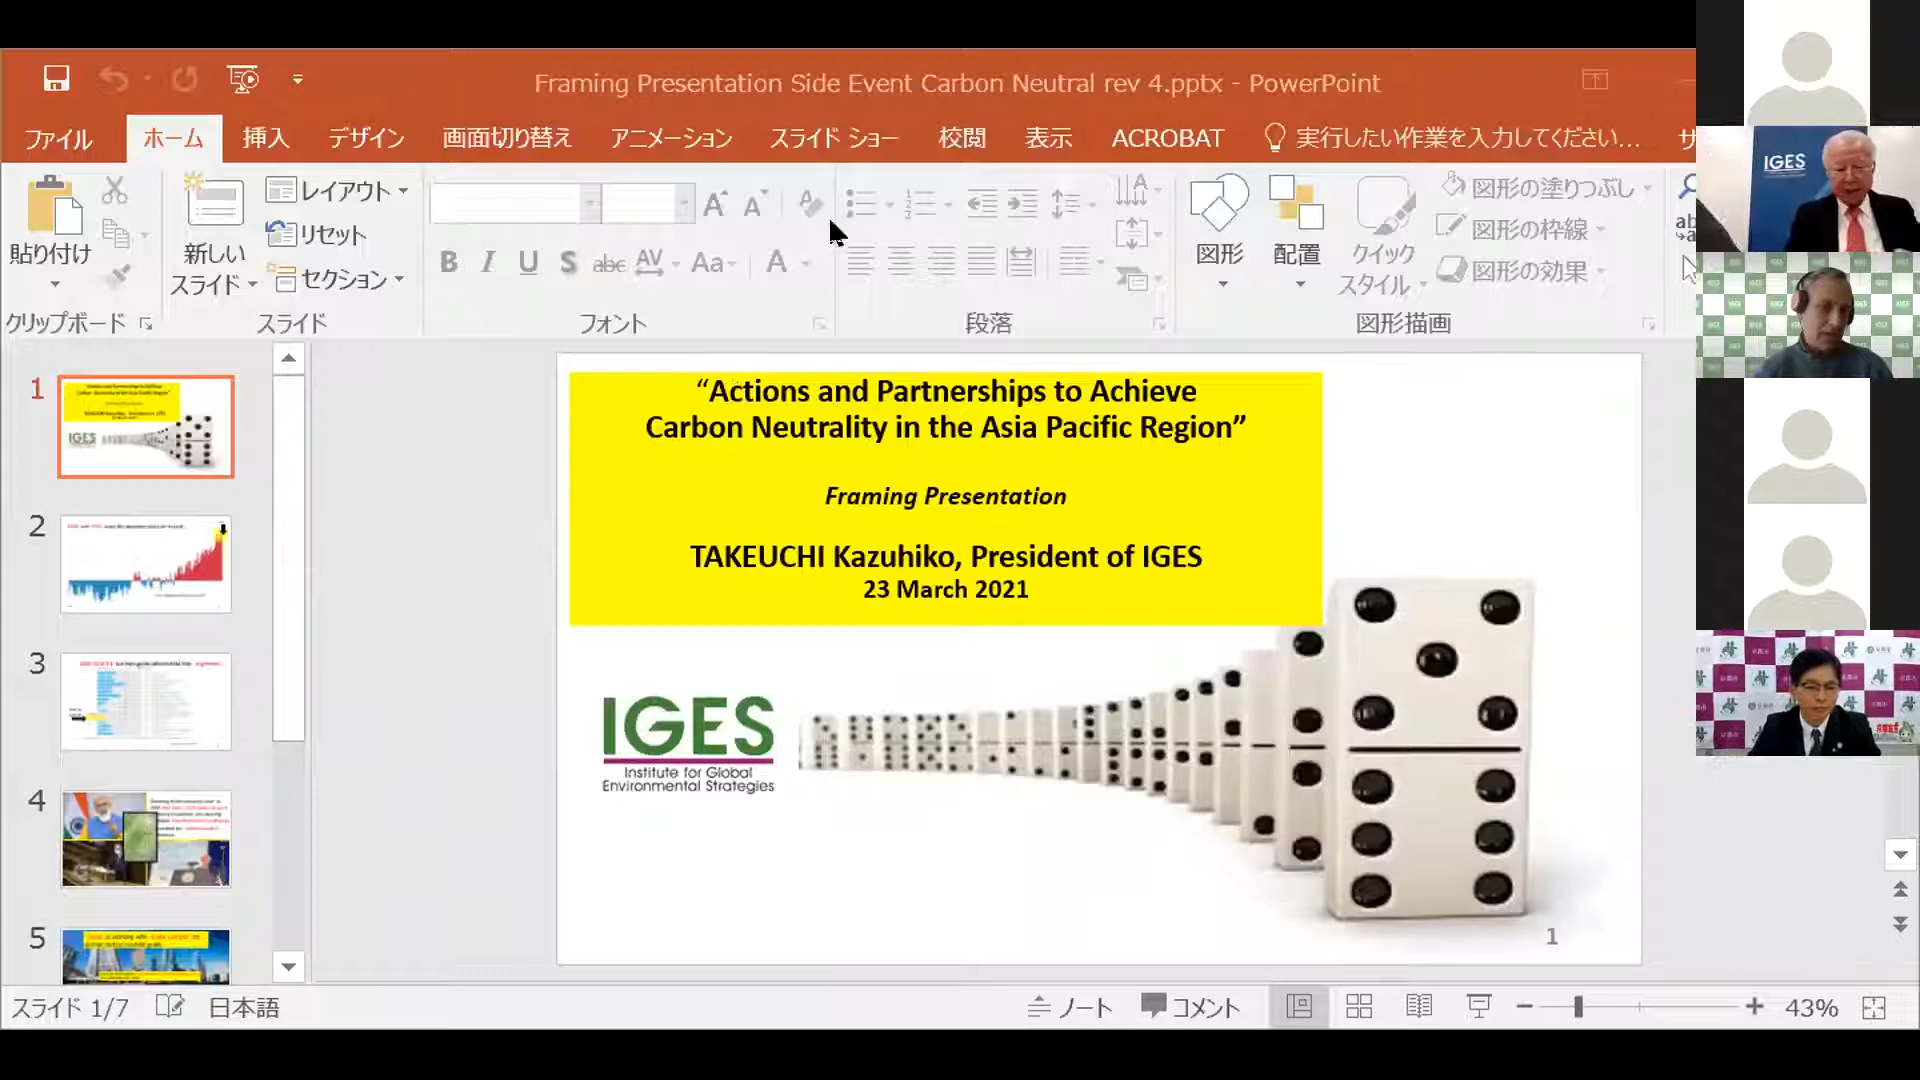 Framing Presentation Side Event Carbon Neutral rev 4.pptx - PowerPoint
ファイル ホーム 挿入 デザイン 画面切り替え アニメーション スライド ショー 校閲 表示 ACROBAT 実行したい作業を入力してください... サ
貼り付け
新しい
スライド
レイアウト
リセット
セクション
B I U S abc AV Aa A
図形 配置 クイック
スタイル
図形の塗りつぶし
図形の枠線
図形の効果
クリップボード スライド フォント 段落 図形描画
1
2
3
4
5
“Actions and Partnerships to Achieve
Carbon Neutrality in the Asia Pacific Region”
Framing Presentation
TAKEUCHI Kazuhiko, President of IGES
23 March 2021
IGES
Institute for Global
Environmental Strategies
1
スライド 1/7 日本語 ノート コメント 43%
IGES